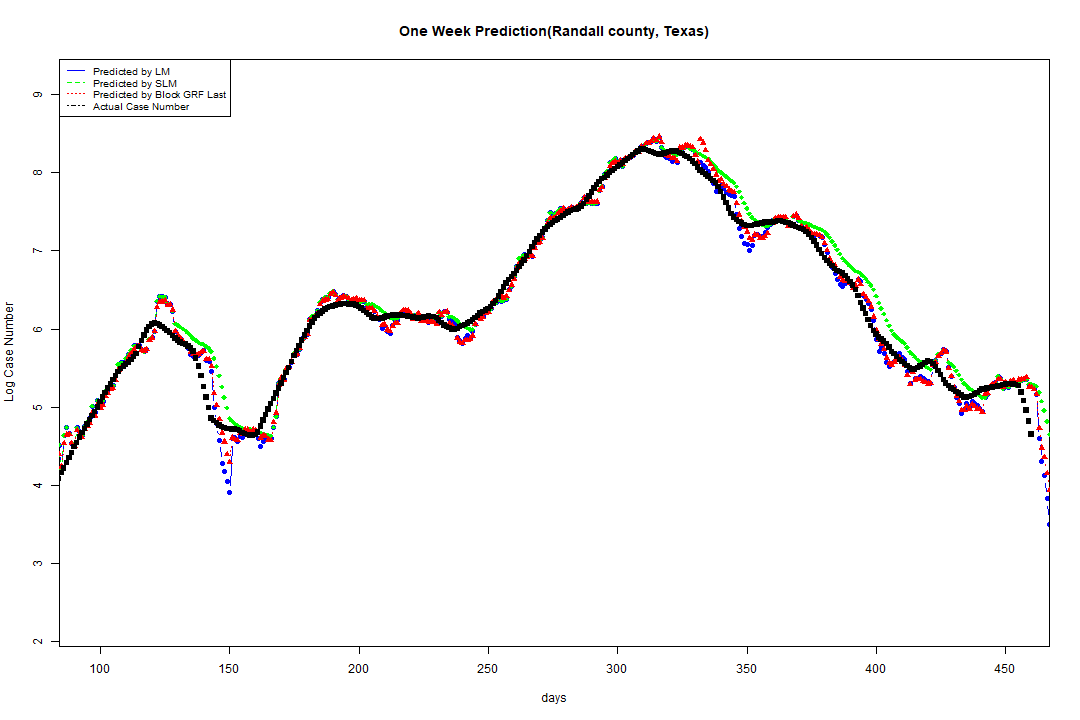 One Week Prediction(Randall county, Texas)
Predicted by LM
Predicted by SLM
Predicted by Block GRF Last
Actual Case Number
Log Case Number
9
8
7
6
5
4
3
2
100 150 200 250 300 350 400 450
days